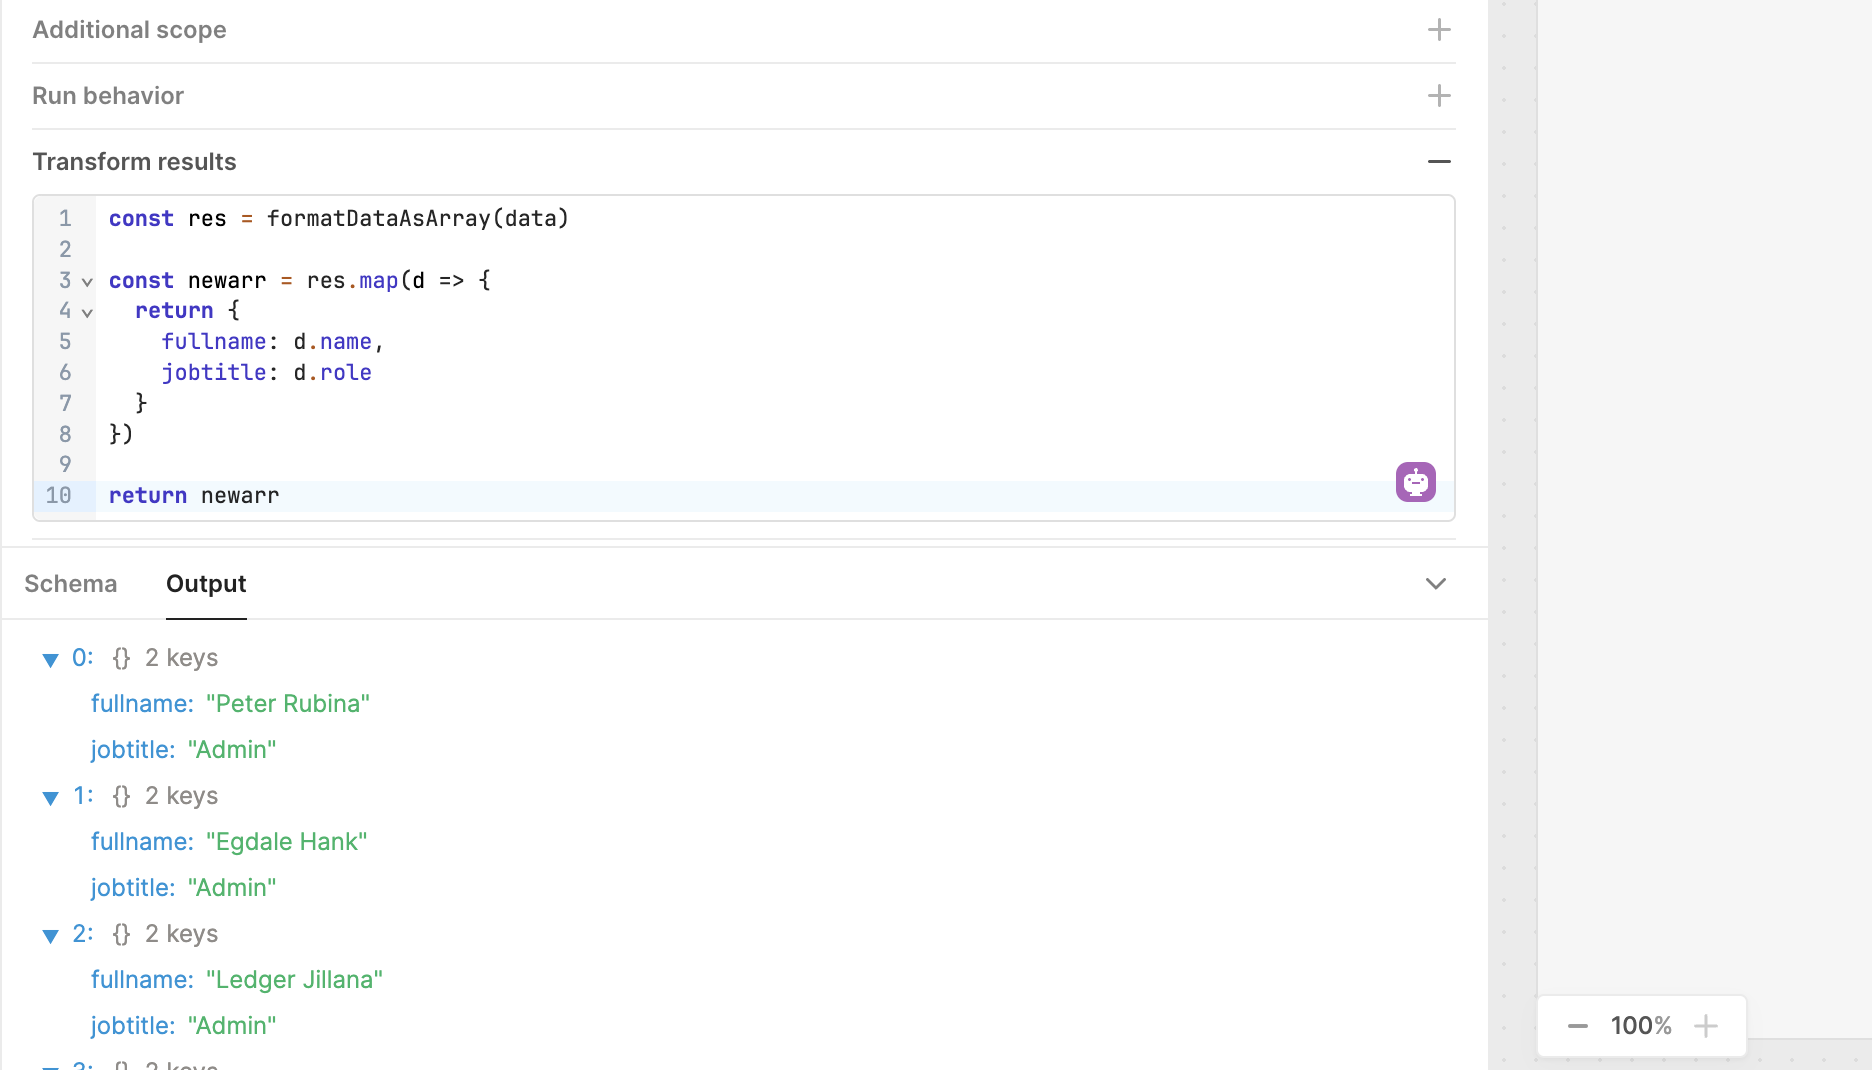 Additional scope
Run behavior
Transform results
1 const res = formatDataAsArray(data)
2
3 const newarr = res.map(d => {
4 return {
5 fullname: d.name,
6 jobtitle: d.role
7 }
8 })
9
10 return newarr
Schema Output
0: {} 2 keys
fullname: "Peter Rubina"
jobtitle: "Admin"
1: {} 2 keys
fullname: "Egdale Hank"
jobtitle: "Admin"
2: {} 2 keys
fullname: "Ledger Jillana"
jobtitle: "Admin"
3: {} 2 keys
100%